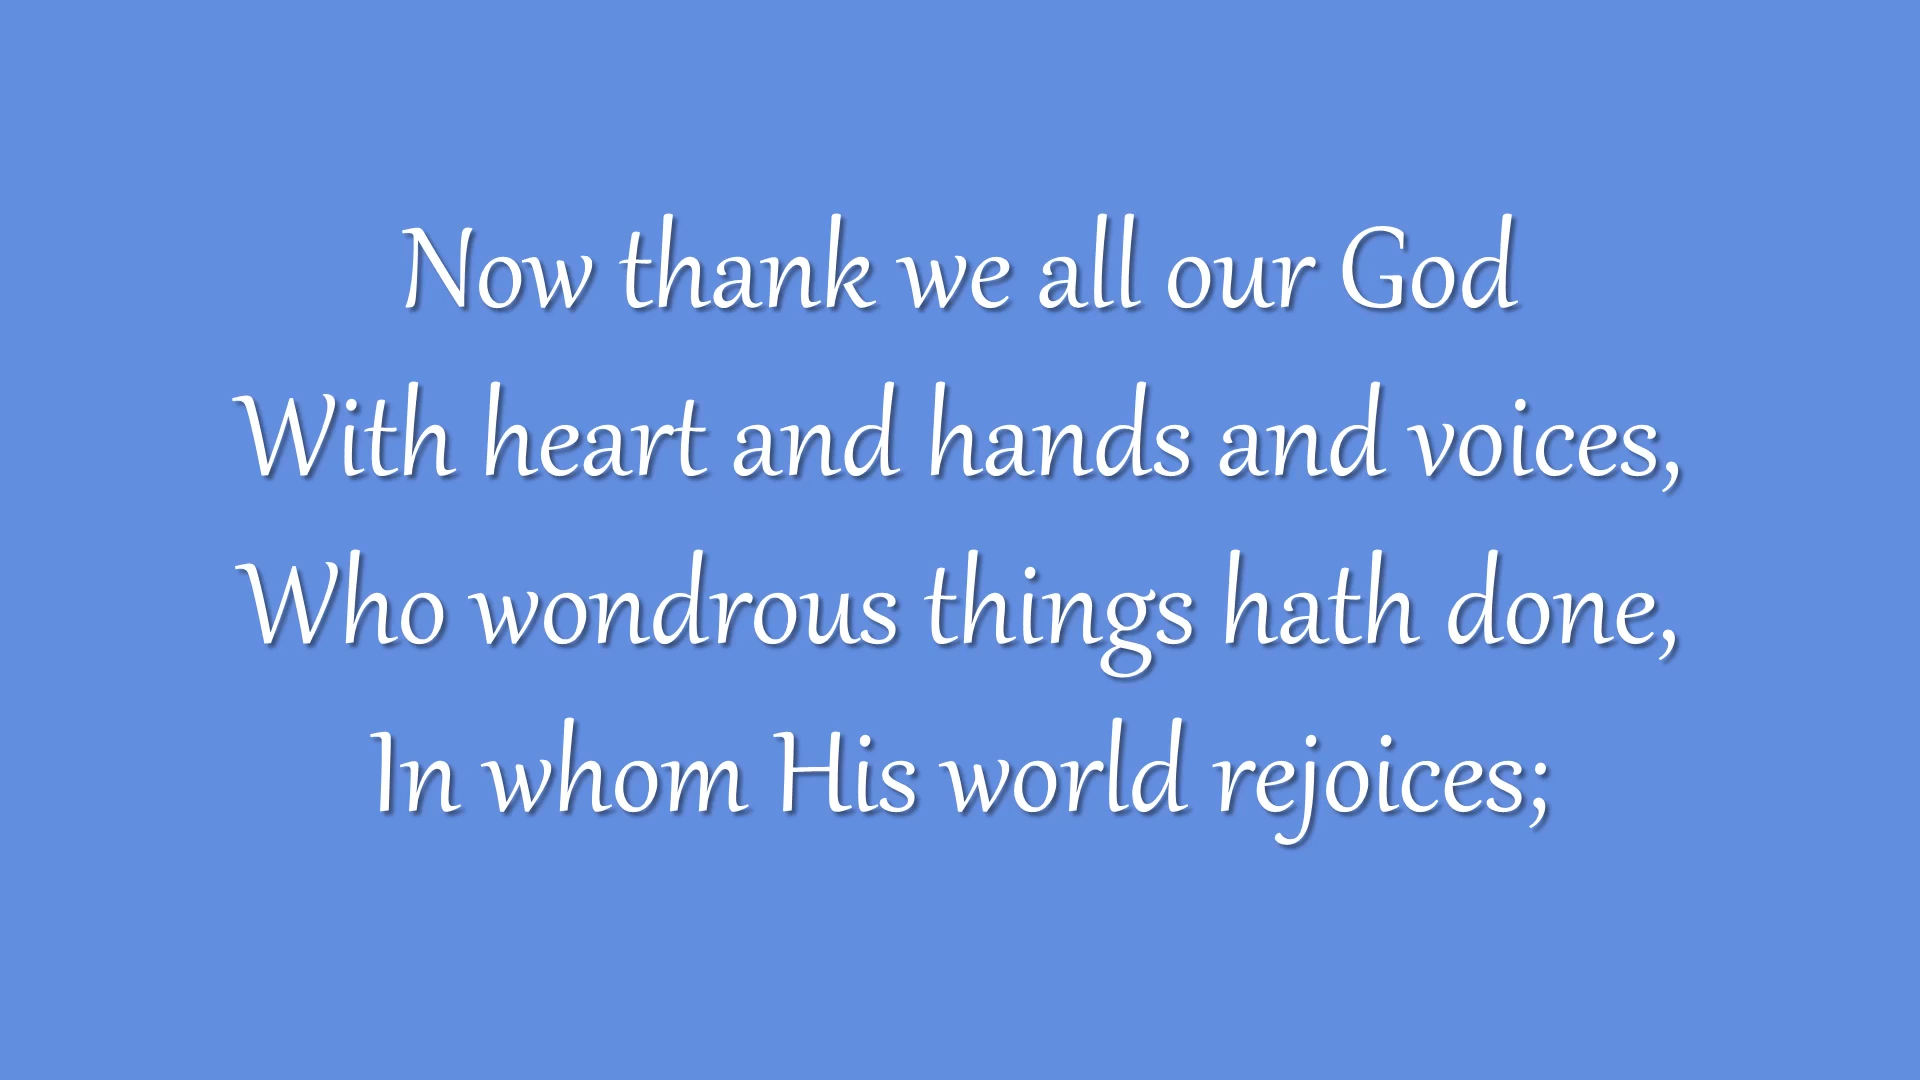 Now thank we all our God
With heart and hands and voices,
Who wondrous things hath done,
In whom His world rejoices;